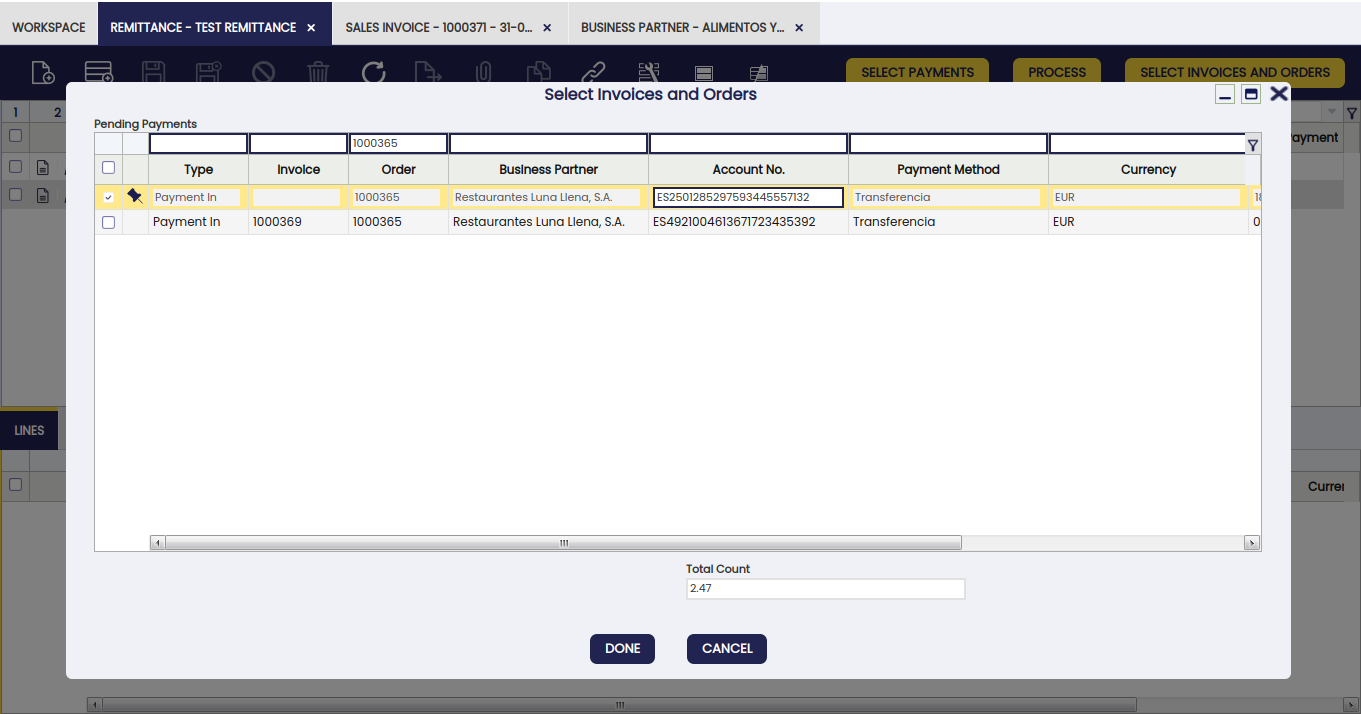 WORKSPACE REMITTANCE - TEST REMITTANCE × SALES INVOICE - 1000371 - 31-0... × BUSINESS PARTNER - ALIMENTOS Y... ×
SELECT PAYMENTS PROCESS SELECT INVOICES AND ORDERS
Select Invoices and Orders
1 2
Pending Payments
ayment
1000365
Type Invoice Order Business Partner Account No. Payment Method Currency
Payment In 1000365 Restaurantes Luna Llena, S.A. ES2501285297593445557132 Transferencia EUR
Payment In 1000369 1000365 Restaurantes Luna Llena, S.A. ES4921004613671723435392 Transferencia EUR 0
LINES
Currer
Total Count
2.47
DONE CANCEL